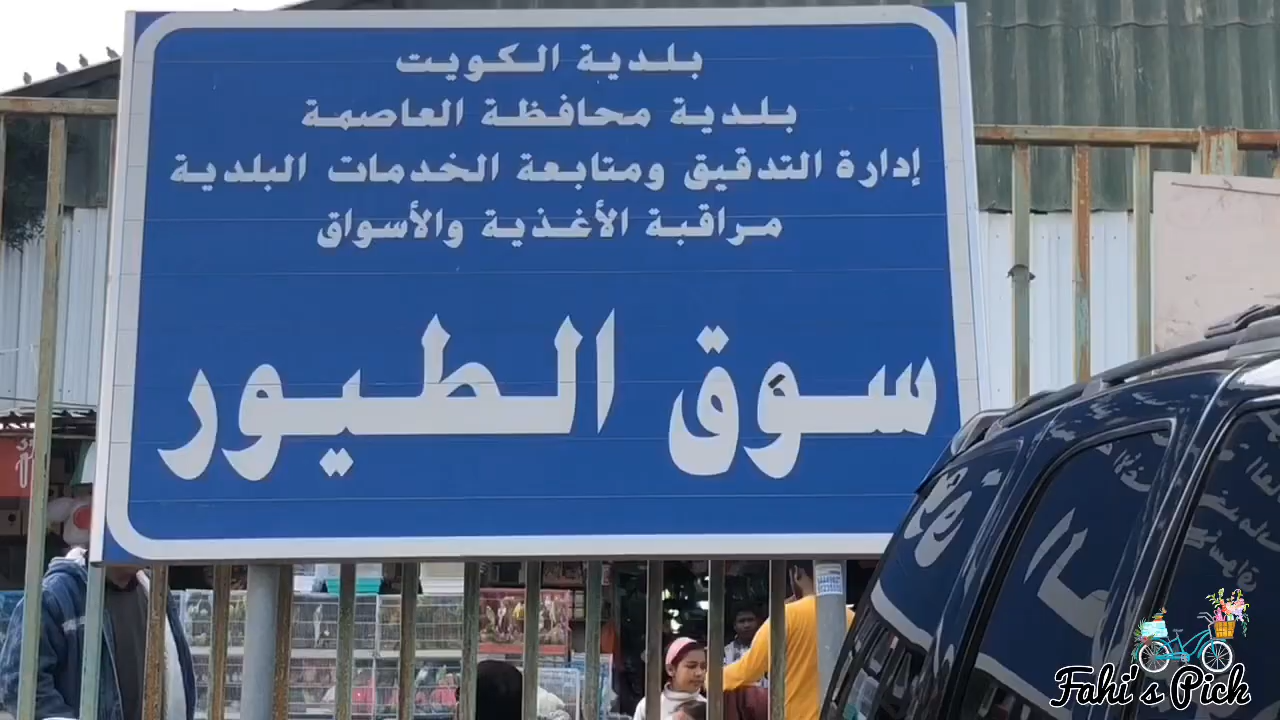 بلدية الكويت
بلدية محافظة العاصمة
إدارة التدقيق ومتابعة الخدمات البلدية
مراقبة الأغذية والأسواق
سوق الطيور
Fahi's Pick